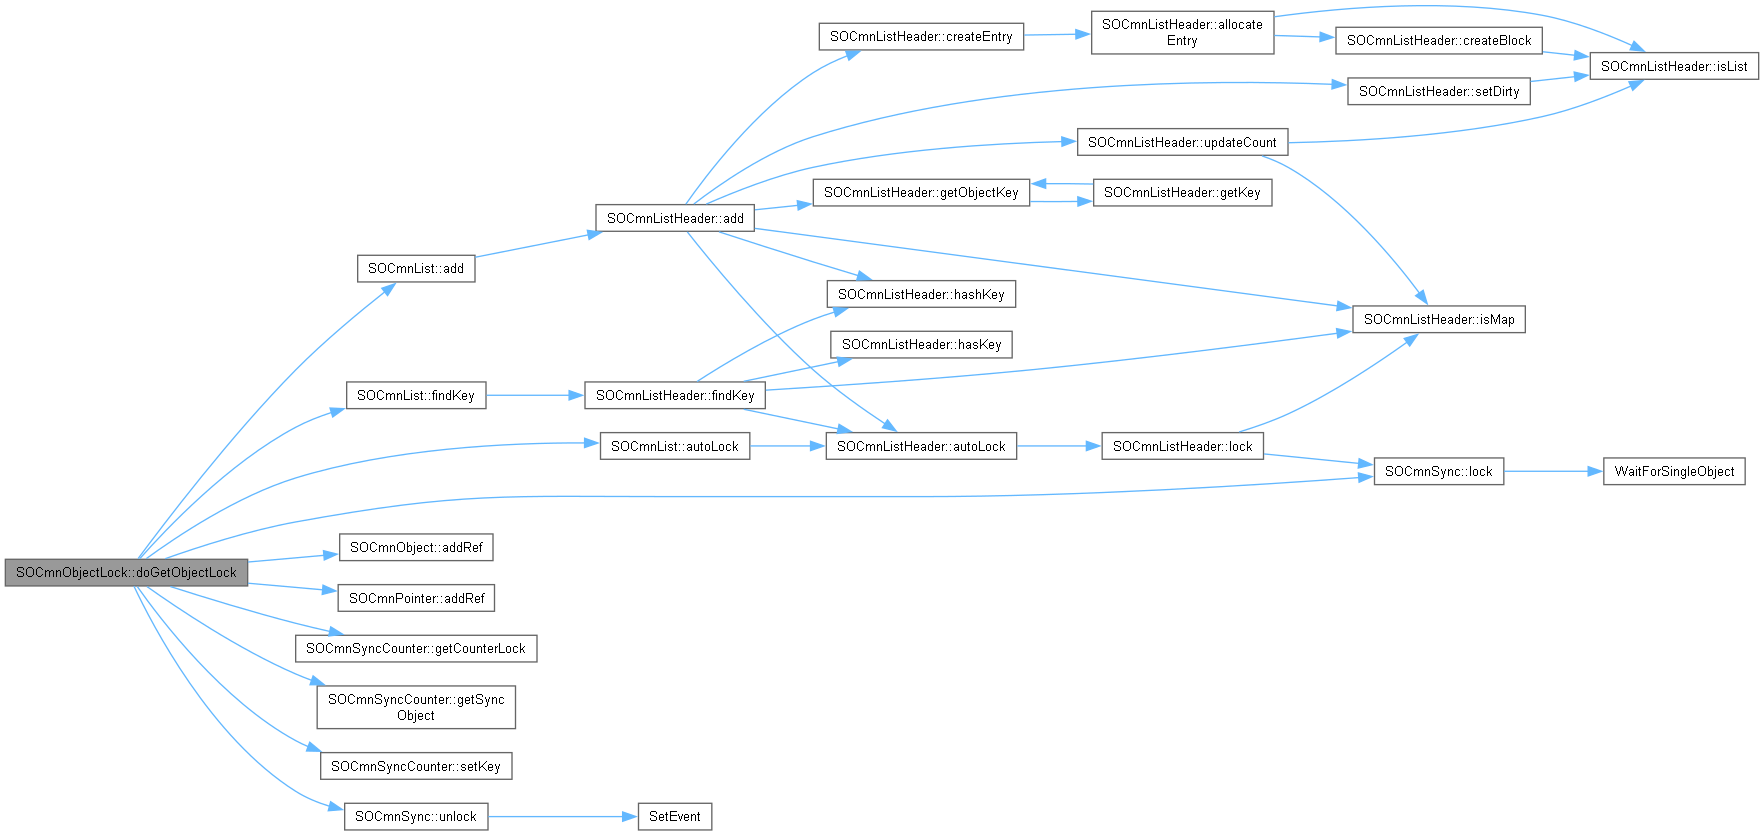 SOCmnListHeader::allocate
Entry
SOCmnListHeader::createEntry
SOCmnListHeader::createBlock
SOCmnListHeader::isList
SOCmnListHeader::setDirty
SOCmnListHeader::updateCount
SOCmnListHeader::getObjectKey
SOCmnListHeader::getKey
SOCmnListHeader::add
SOCmnList::add
SOCmnListHeader::hashKey
SOCmnListHeader::isMap
SOCmnListHeader::hasKey
SOCmnList::findKey
SOCmnListHeader::findKey
SOCmnList::autoLock
SOCmnListHeader::autoLock
SOCmnListHeader::lock
SOCmnSync::lock
WaitForSingleObject
SOCmnObject::addRef
SOCmnObjectLock::doGetObjectLock
SOCmnPointer::addRef
SOCmnSyncCounter::getCounterLock
SOCmnSyncCounter::getSync
Object
SOCmnSyncCounter::setKey
SOCmnSync::unlock
SetEvent